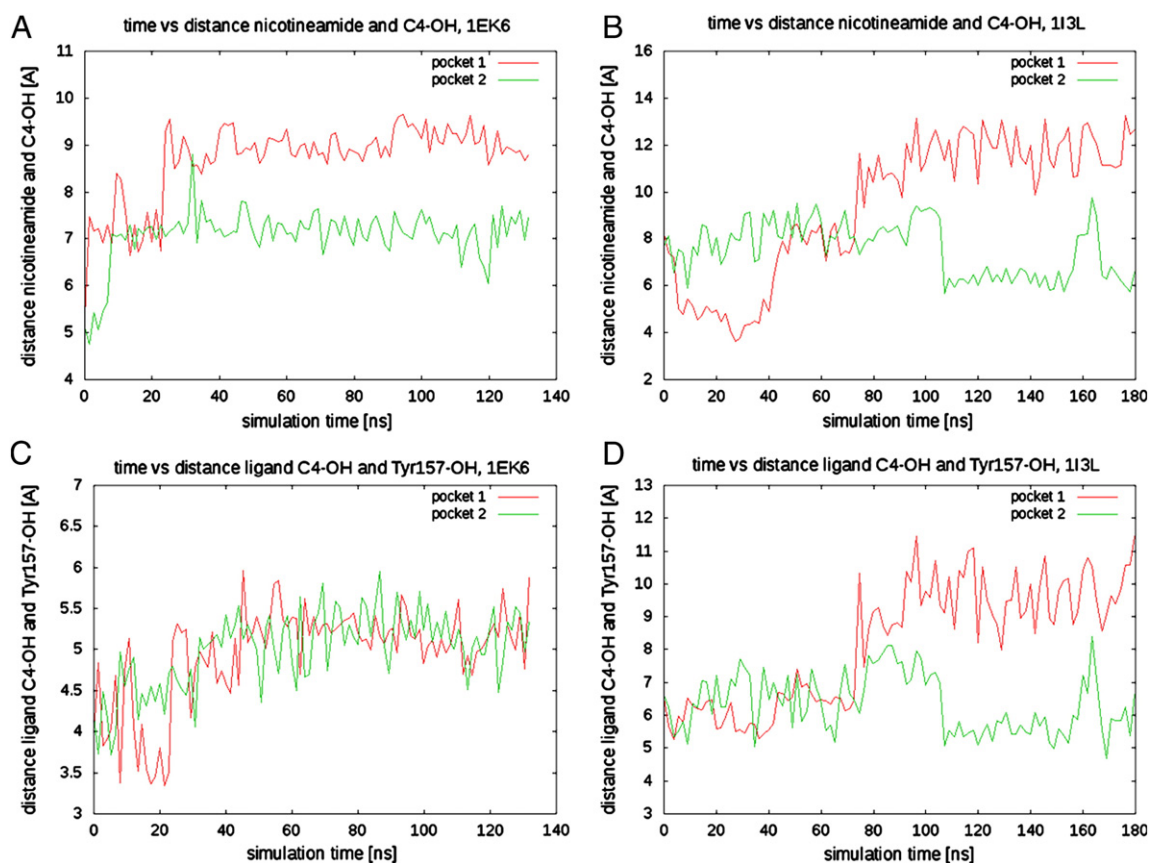 A
time vs distance nicotineamide and C4-OH, 1EK6
distance nicotineamide and C4-OH [A]
11
10
9
8
7
6
5
4
pocket 1
pocket 2
0 20 40 60 80 100 120 140
simulation time [ns]
B
time vs distance nicotineamide and C4-OH, 1I3L
distance nicotineamide and C4-OH [A]
16
14
12
10
8
6
4
2
pocket 1
pocket 2
0 20 40 60 80 100 120 140 160 180
simulation time [ns]
C
time vs distance ligand C4-OH and Tyr157-OH, 1EK6
distance ligand C4-OH and Tyr157-OH [A]
7
6.5
6
5.5
5
4.5
4
3.5
3
pocket 1
pocket 2
0 20 40 60 80 100 120 140
simulation time [ns]
D
time vs distance ligand C4-OH and Tyr157-OH, 1I3L
distance ligand C4-OH and Tyr157-OH [A]
13
12
11
10
9
8
7
6
5
4
3
pocket 1
pocket 2
0 20 40 60 80 100 120 140 160 180
simulation time [ns]